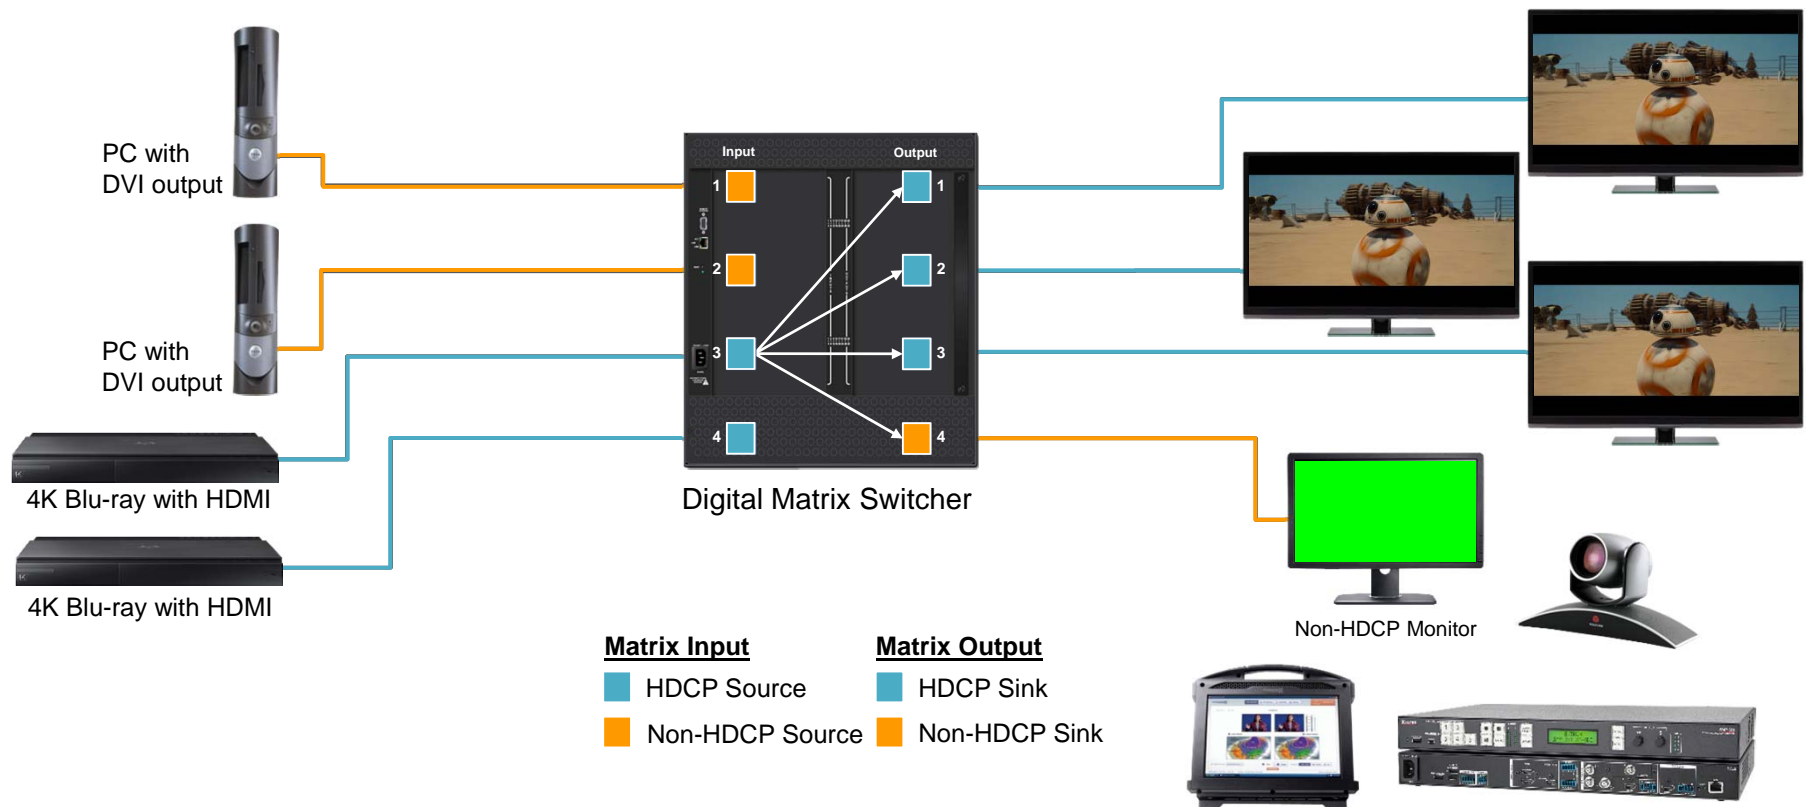 Input
Output
1
1
PC with
DVI output
2
2
3
3
PC with
DVI output
4
4
4K Blu-ray with HDMI
Digital Matrix Switcher
4K Blu-ray with HDMI
Non-HDCP Monitor
Matrix Input
Matrix Output
HDCP Source
HDCP Sink
Non-HDCP Source
Non-HDCP Sink